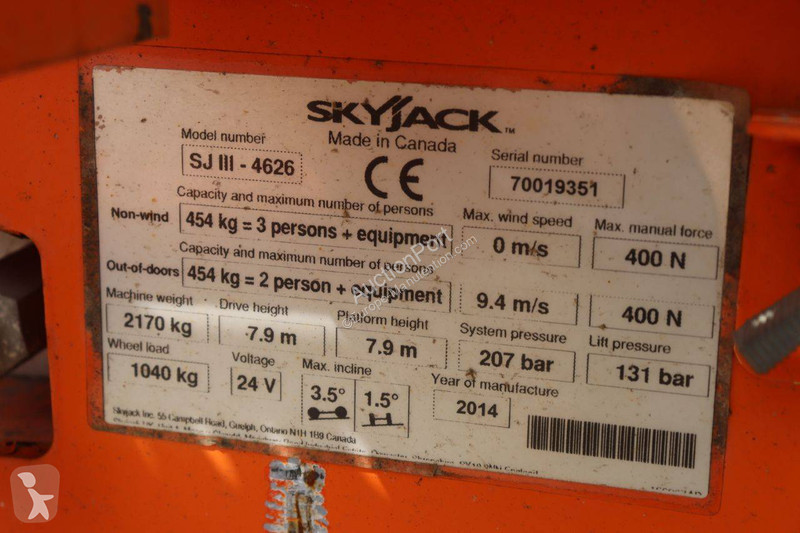 SKYJACK™
Made in Canada
Model number
SJ III - 4626
CE
Serial number
70019351
Capacity and maximum number of persons
Max. wind speed
Max. manual force
Non-wind
454 kg = 3 persons + equipment
0 m/s
400 N
Capacity and maximum number of persons
Out-of-doors
454 kg = 2 person + equipment
9.4 m/s
400 N
Machine weight
Drive height
Platform height
System pressure
Lift pressure
2170 kg
7.9 m
7.9 m
207 bar
131 bar
Wheel load
Voltage
Max. incline
Year of manufacture
1040 kg
24 V
3.5°
1.5°
2014
Skyjack Inc. 55 Campbell Road, Guelph, Ontario N1H 1B9 Canada
AuctionPort